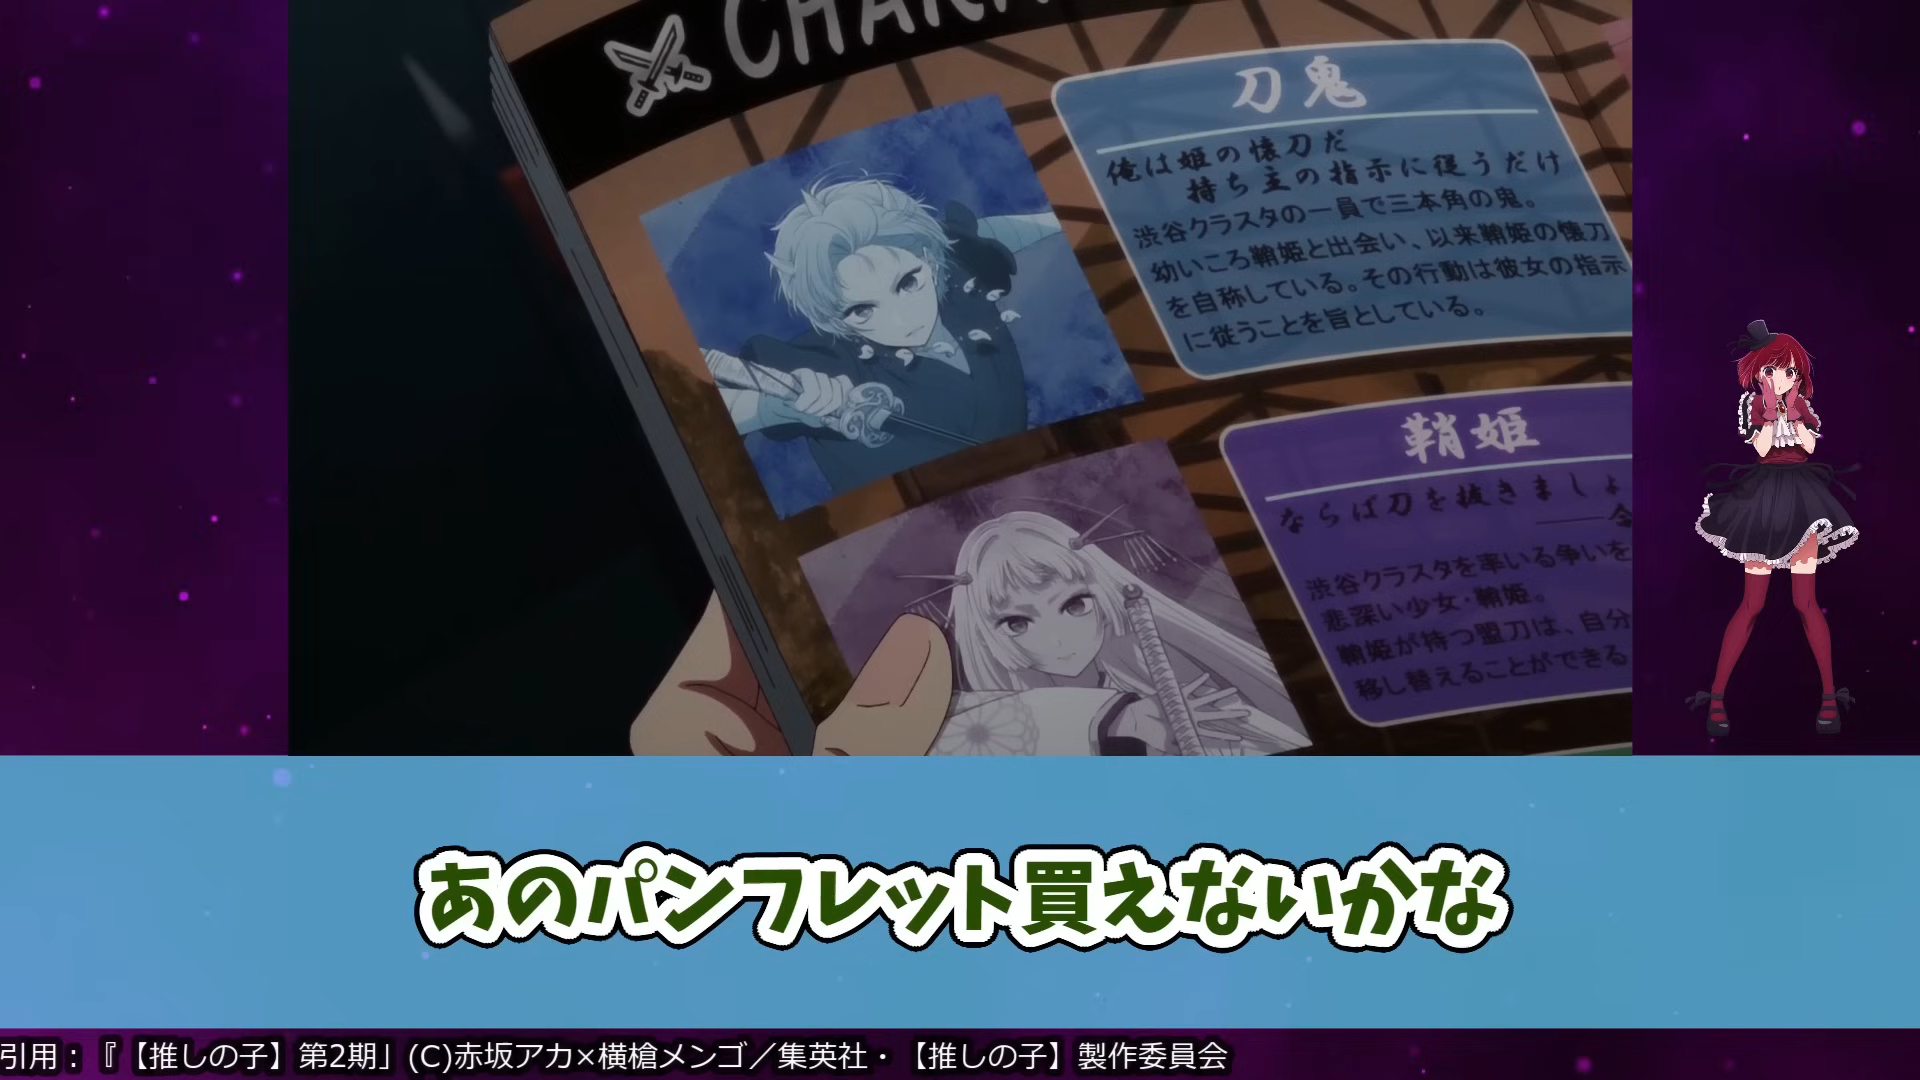 CHARA
刀鬼
俺は姫の懐刀だ
持ち主の指示に従うだけ
渋谷クラスタの一員で三本角の鬼。
幼いころ鞘姫と出会い、以来鞘姫の懐刀
を自称している。その行動は彼女の指示
に従うことを旨としている。
鞘姫
ならば刀を抜きましょ
渋谷クラスタを率いる争いを
悲深い少女・鞘姫。
鞘姫が持つ盟刀は、自分
移し替えることができる
あのパンフレット買えないかな
引用：『【推しの子】第2期」(C)赤坂アカ×横槍メンゴ／集英社・【推しの子】製作委員会